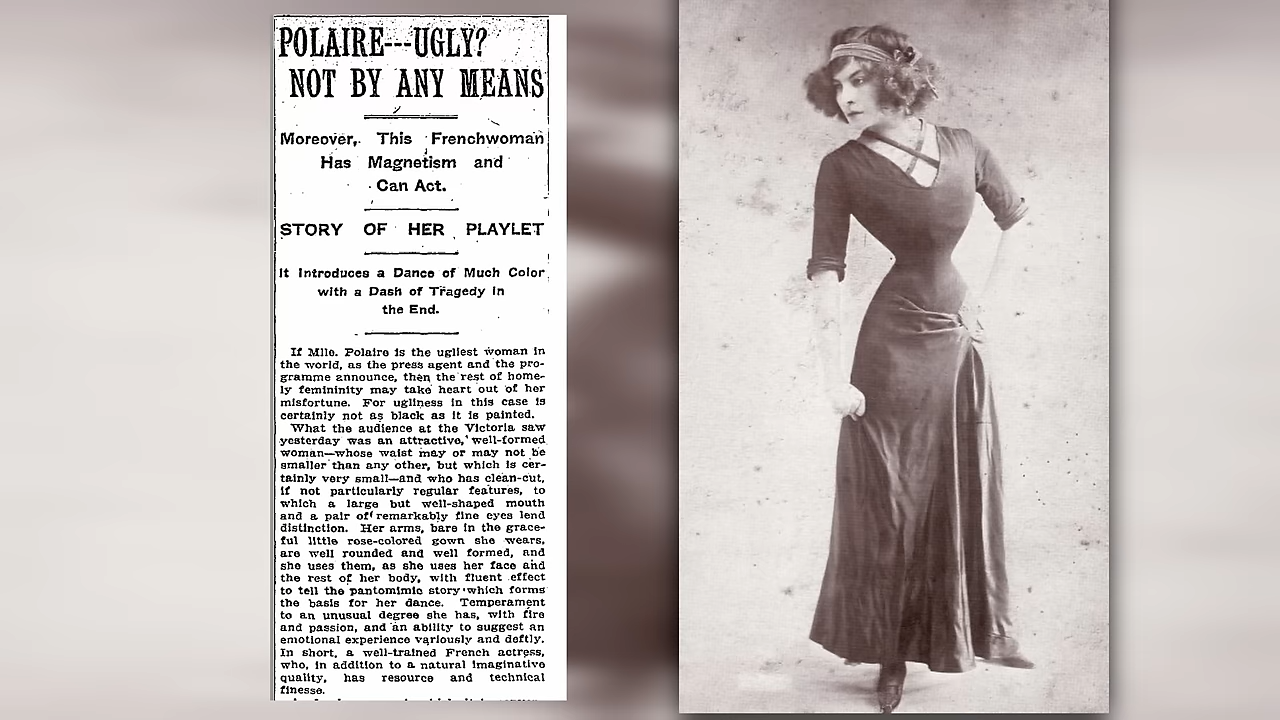 POLAIRE---UGLY?
NOT BY ANY MEANS
Moreover, This Frenchwoman
Has Magnetism and
Can Act.
STORY OF HER PLAYLET
It Introduces a Dance of Much Color
with a Dash of Tragedy in
the End.
If Mlle. Polaire is the ugliest woman in
the world, as the press agent and the pro-
gramme announce, then the rest of home-
ly femininity may take heart out of her
misfortune. For ugliness in this case is
certainly not as black as it is painted.
What the audience at the Victoria saw
yesterday was an attractive, well-formed
woman—whose waist may or may not be
smaller than any other, but which is cer-
tainly very small—and who has clean-cut,
if not particularly regular features, to
which a large but well-shaped mouth
and a pair of remarkably fine eyes lend
distinction. Her arms, bare in the grace-
ful little rose-colored gown she wears,
are well rounded and well formed, and
she uses them, as she uses her face and
the rest of her body, with fluent effect
to tell the pantomimic story which forms
the basis for her dance. Temperament
to an unusual degree she has, with fire
and passion, and an ability to suggest an
emotional experience variously and deftly.
In short, a well-trained French actress,
who, in addition to a natural imaginative
quality, has resource and technical
finesse.